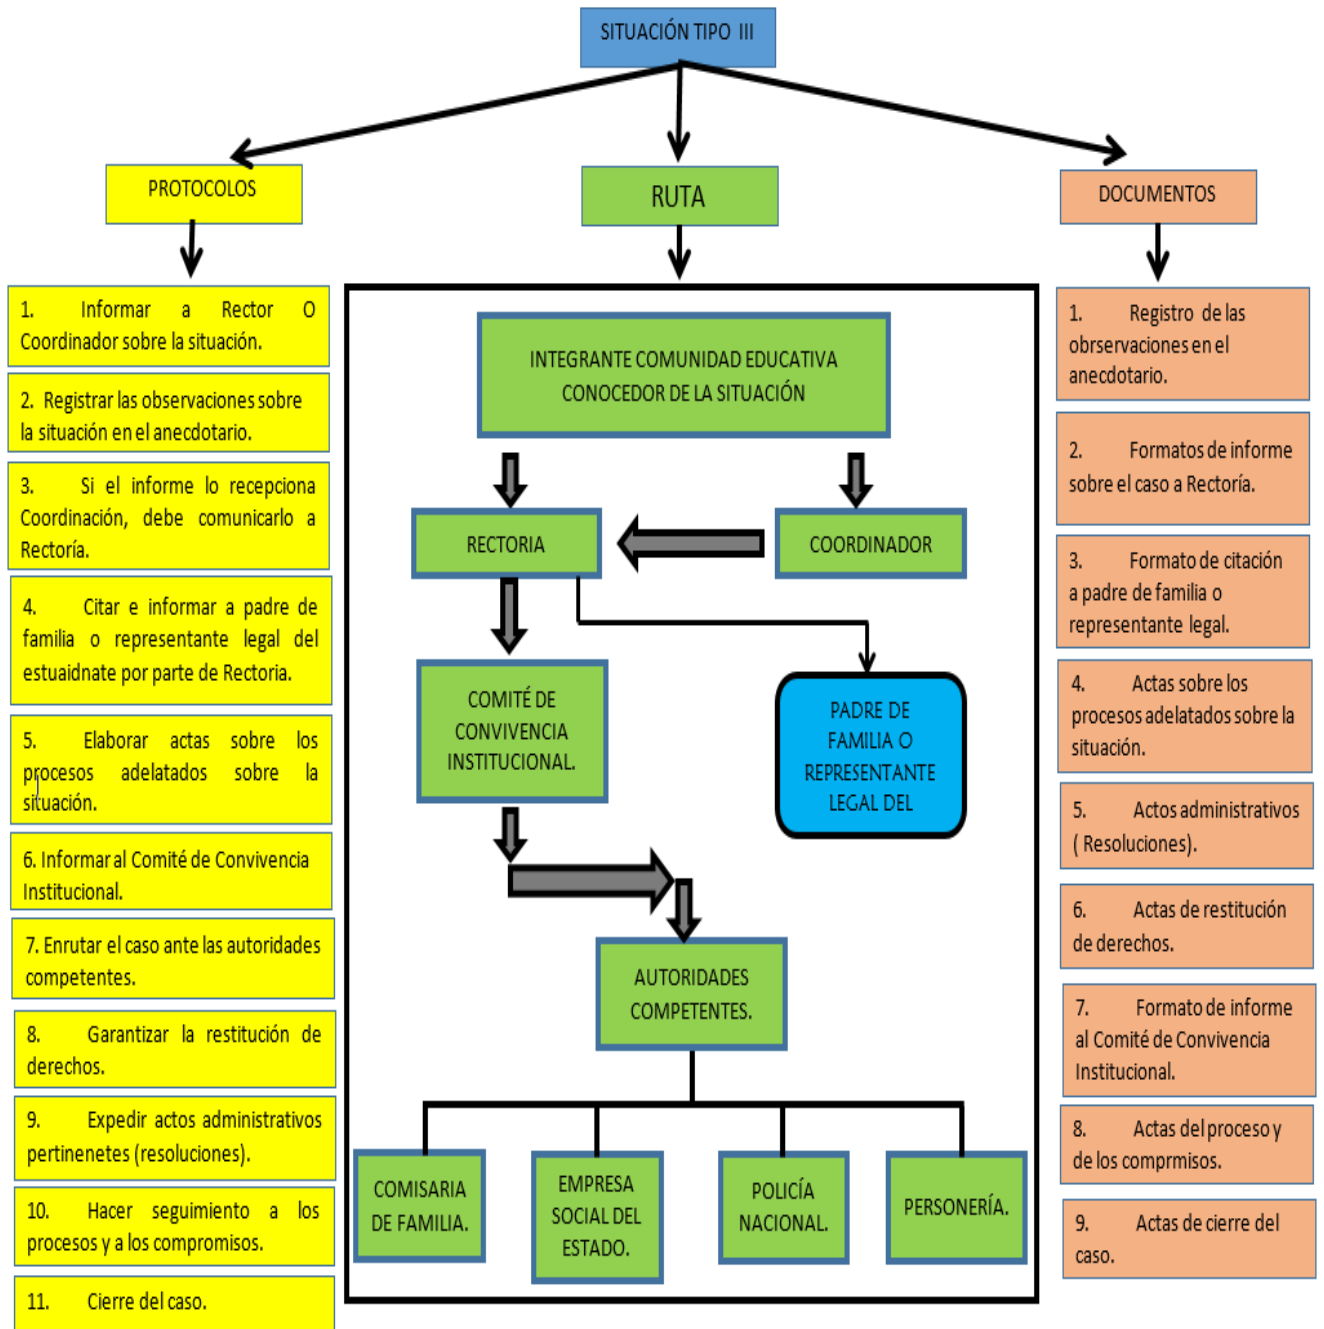 SITUACIÓN TIPO III
PROTOCOLOS
1. Informar a Rector O
Coordinador sobre la situación.
2. Registrar las observaciones sobre
la situación en el anecdotario.
3. Si el informe lo recepciona
Coordinación, debe comunicarlo a
Rectoría.
4. Citar e informar a padre de
familia o representante legal del
estuaidnate por parte de Rectoria.
5. Elaborar actas sobre los
procesos adelatados sobre la
situación.
6. Informar al Comité de Convivencia
Institucional.
7. Enrutar el caso ante las autoridades
competentes.
8. Garantizar la restitución de
derechos.
9. Expedir actos administrativos
pertinenetes (resoluciones).
10. Hacer seguimiento a los
procesos y a los compromisos.
11. Cierre del caso.
RUTA
INTEGRANTE COMUNIDAD EDUCATIVA
CONOCEDOR DE LA SITUACIÓN
RECTORIA
COORDINADOR
COMITÉ DE
CONVIVENCIA
INSTITUCIONAL.
PADRE DE
FAMILIA O
REPRESENTANTE
LEGAL DEL
AUTORIDADES
COMPETENTES.
COMISARIA
DE FAMILIA.
EMPRESA
SOCIAL DEL
ESTADO.
POLICÍA
NACIONAL.
PERSONERÍA.
DOCUMENTOS
1. Registro de las
obrservaciones en el
anecdotario.
2. Formatos de informe
sobre el caso a Rectoría.
3. Formato de citación
a padre de familia o
representante legal.
4. Actas sobre los
procesos adelatados sobre la
situación.
5. Actos administrativos
( Resoluciones).
6. Actas de restitución
de derechos.
7. Formato de informe
al Comité de Convivencia
Institucional.
8. Actas del proceso y
de los comprmisos.
9. Actas de cierre del
caso.